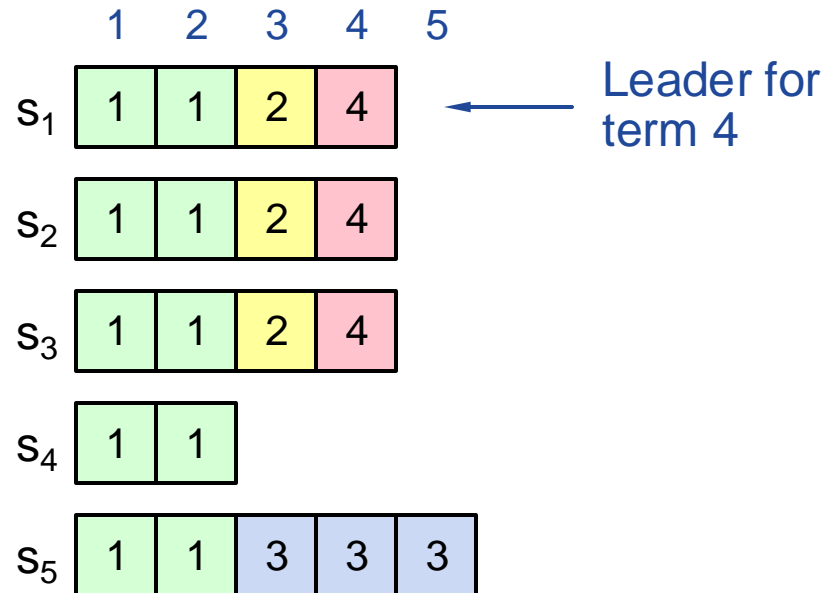 1 2 3 4 5
s1 1 1 2 4
Leader for
term 4
s2 1 1 2 4
s3 1 1 2 4
s4 1 1
s5 1 1 3 3 3